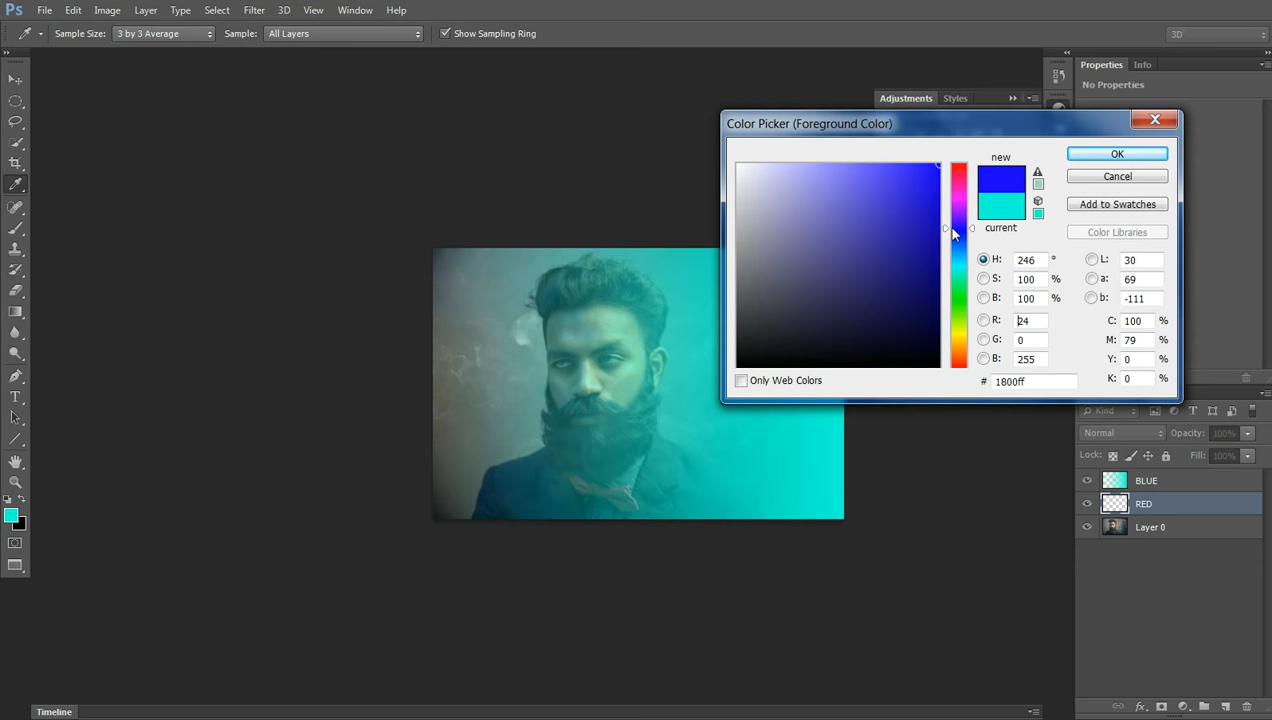 Ps File Edit Image Layer Type Select Filter 3D View Window Help
Sample Size: 3 by 3 Average Sample: All Layers Show Sampling Ring 3D
Properties Info
No Properties
Adjustments Styles
Color Picker (Foreground Color)
new
current
OK
Cancel
Add to Swatches
Color Libraries
H: 246 ° L: 30
S: 100 % a: 69
B: 100 % b: -111
R: 24 C: 100 %
G: 0 M: 79 %
B: 255 Y: 0 %
# 1800ff K: 0 %
Only Web Colors
Kind
Normal Opacity: 100%
Lock: Fill: 100%
BLUE
RED
Layer 0
Timeline